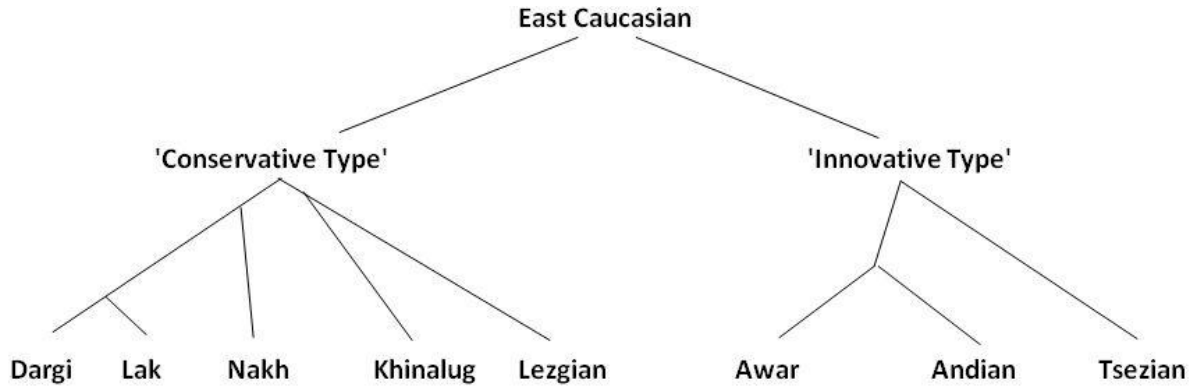 East Caucasian
'Conservative Type' 'Innovative Type'
Dargi Lak Nakh Khinalug Lezgian Awar Andian Tsezian